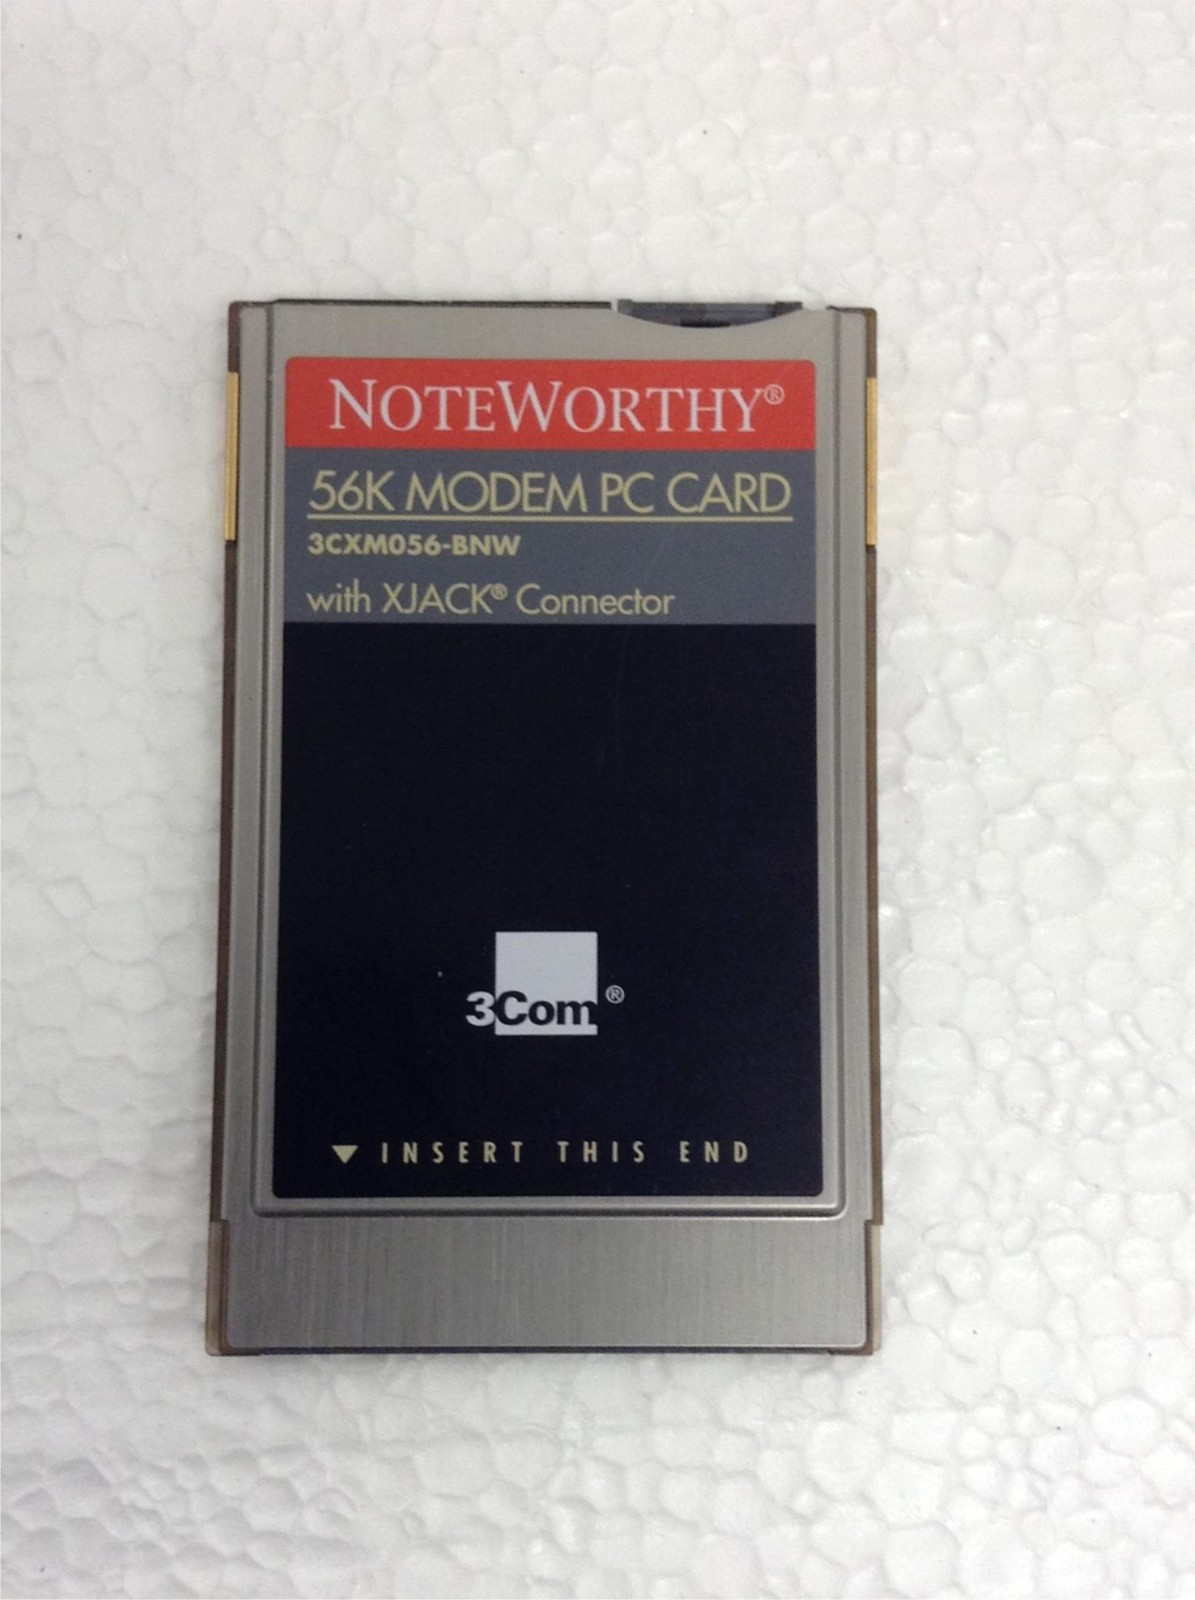 NOTEWORTHY®
56K MODEM PC CARD
3CXM056-BNW
with XJACK® Connector
3Com®
▼ INSERT THIS END